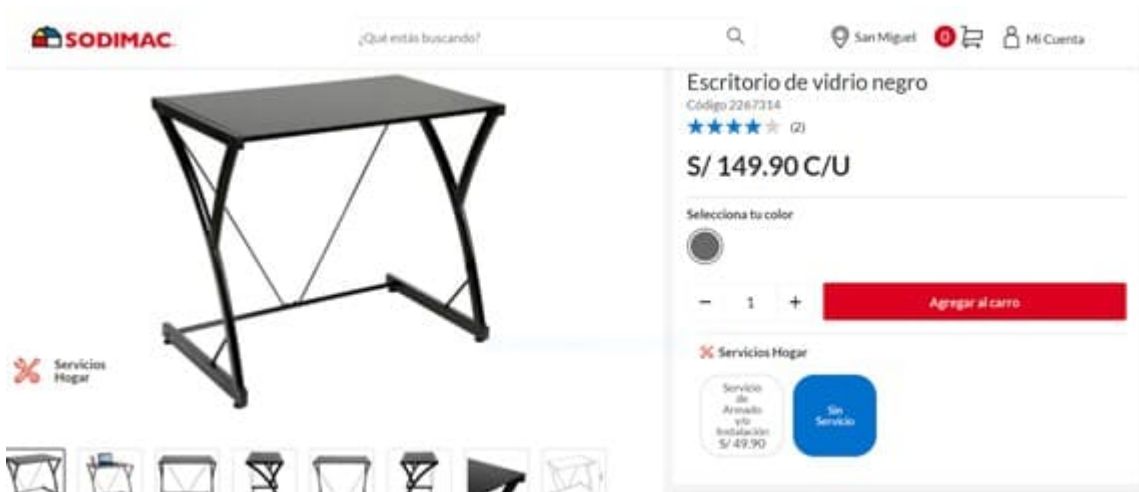 SODIMAC
¿Qué estás buscando?
San Miguel
0
Mi Cuenta
Escritorio de vidrio negro
Código 2267314
(2)
S/ 149.90 C/U
Selecciona tu color
- 1 +
Agregar al carro
Servicios
Hogar
Servicios Hogar
Servicio
de
Armado
y/o
Instalación
S/ 49.90
Sin
Servicio